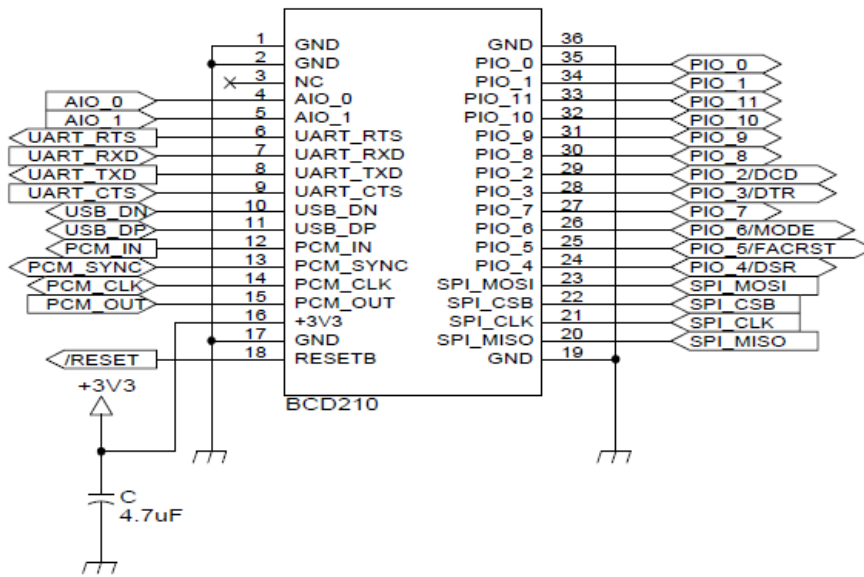 1 GND GND 36
2 GND PIO_0 35 PIO_0
3 NC PIO_1 34 PIO_1
AIO_0 4 AIO_0 PIO_11 33 PIO_11
AIO_1 5 AIO_1 PIO_10 32 PIO_10
UART_RTS 6 UART_RTS PIO_9 31 PIO_9
UART_RXD 7 UART_RXD PIO_8 30 PIO_8
UART_TXD 8 UART_TXD PIO_2 29 PIO_2/DCD
UART_CTS 9 UART_CTS PIO_3 28 PIO_3/DTR
USB_DN 10 USB_DN PIO_7 27 PIO_7
USB_DP 11 USB_DP PIO_6 26 PIO_6/MODE
PCM_IN 12 PCM_IN PIO_5 25 PIO_5/FACRST
PCM_SYNC 13 PCM_SYNC PIO_4 24 PIO_4/DSR
PCM_CLK 14 PCM_CLK SPI_MOSI 23 SPI_MOSI
PCM_OUT 15 PCM_OUT SPI_CSB 22 SPI_CSB
16 +3V3 SPI_CLK 21 SPI_CLK
17 GND SPI_MISO 20 SPI_MISO
/RESET 18 RESETB GND 19
+3V3
BCD210
C
4.7uF